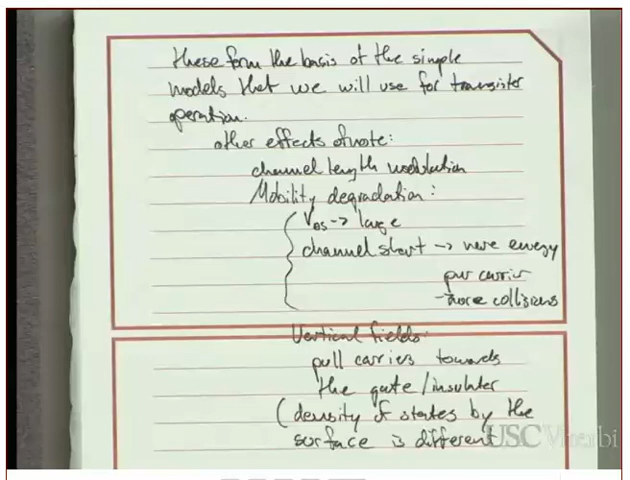 these form the basis of the simple
models that we will use for transistor
operation.
other effects of note:
channel length modulation
Mobility degradation:
VDS -> large
channel short -> more energy
per carrier
-> more collisions
Vertical fields:
pull carriers towards
the gate/insulator
(density of states by the
surface is different
USC Viterbi